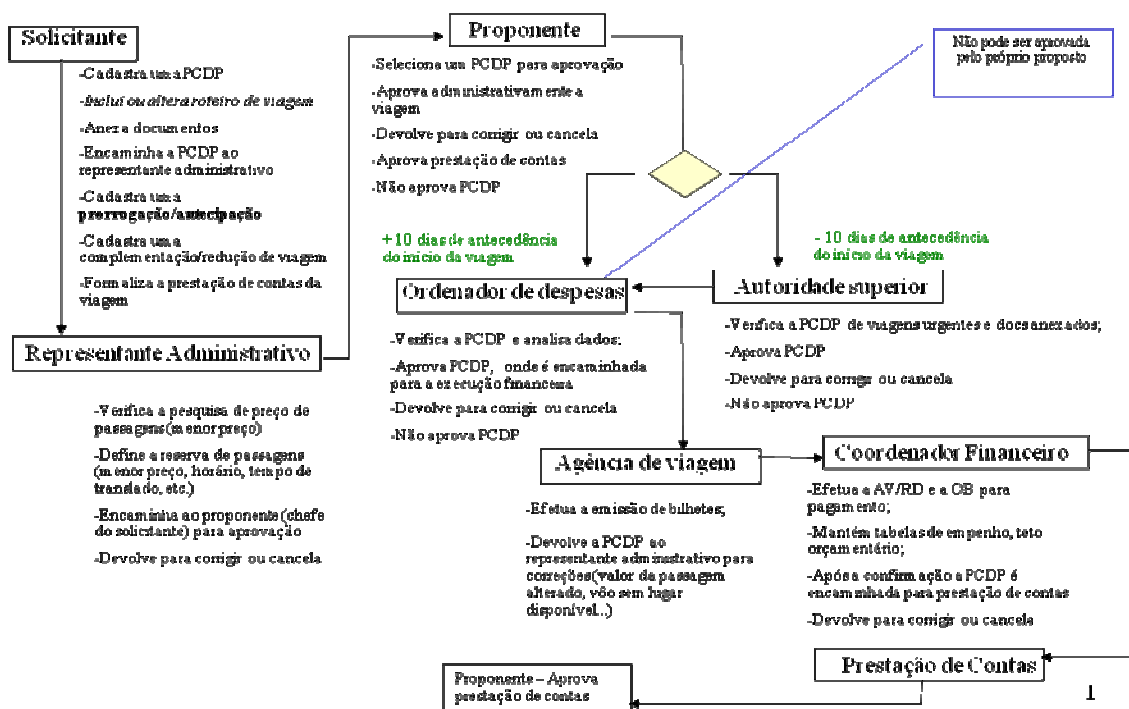 Solicitante
-Cadastra uma PCDP
-Inclui ou altera roteiro de viagem
-Anexa documentos
-Encaminha a PCDP ao
representante administrativo
-Cadastra uma
prorrogação/antecipação
-Cadastra uma
complementação/redução de viagem
-Formaliza a prestação de contas da
viagem
Representante Administrativo
-Verifica a pesquisa de preço de
passagens(menor preço)
-Define a reserva de passagens
(menor preço, horário, tempo de
translado, etc.)
-Encaminha ao proponente (chefe
do solicitante) para aprovação
-Devolve para corrigir ou cancela
Proponente
-Seleciona um PCDP para aprovação
-Aprova administrativamente a
viagem
-Devolve para corrigir ou cancela
-Aprova prestação de contas
-Não aprova PCDP
Não pode ser aprovada
pelo próprio proposto
+10 dias de antecedência
do início da viagem
- 10 dias de antecedência
do início da viagem
Ordenador de despesas
-Verifica a PCDP e analisa dados;
-Aprova PCDP, onde é encaminhada
para a execução financeira
-Devolve para corrigir ou cancela
-Não aprova PCDP
Autoridade superior
-Verifica a PCDP de viagens urgentes e docs anexados;
-Aprova PCDP
-Devolve para corrigir ou cancela
-Não aprova PCDP
Agência de viagem
-Efetua a emissão de bilhetes;
-Devolve a PCDP ao
representante administrativo para
correções(valor da passagem
alterado, vôo sem lugar
disponível...)
Coordenador Financeiro
-Efetua a AV/RD e a OB para
pagamento;
-Mantém tabelas de empenho, teto
orçamentário;
-Após a confirmação a PCDP é
encaminhada para prestação de contas
-Devolve para corrigir ou cancela
Prestação de Contas
Proponente – Aprova
prestação de contas
1